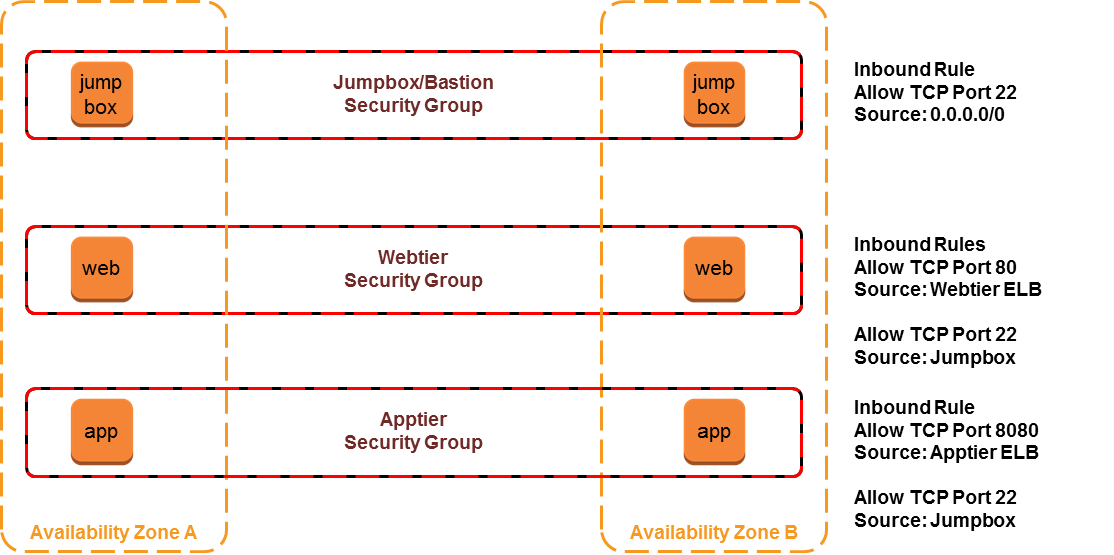 jump
box
Jumpbox/Bastion
Security Group
jump
box
Inbound Rule
Allow TCP Port 22
Source: 0.0.0.0/0
web
Webtier
Security Group
web
Inbound Rules
Allow TCP Port 80
Source: Webtier ELB
Allow TCP Port 22
Source: Jumpbox
app
Apptier
Security Group
app
Inbound Rule
Allow TCP Port 8080
Source: Apptier ELB
Allow TCP Port 22
Source: Jumpbox
Availability Zone A
Availability Zone B